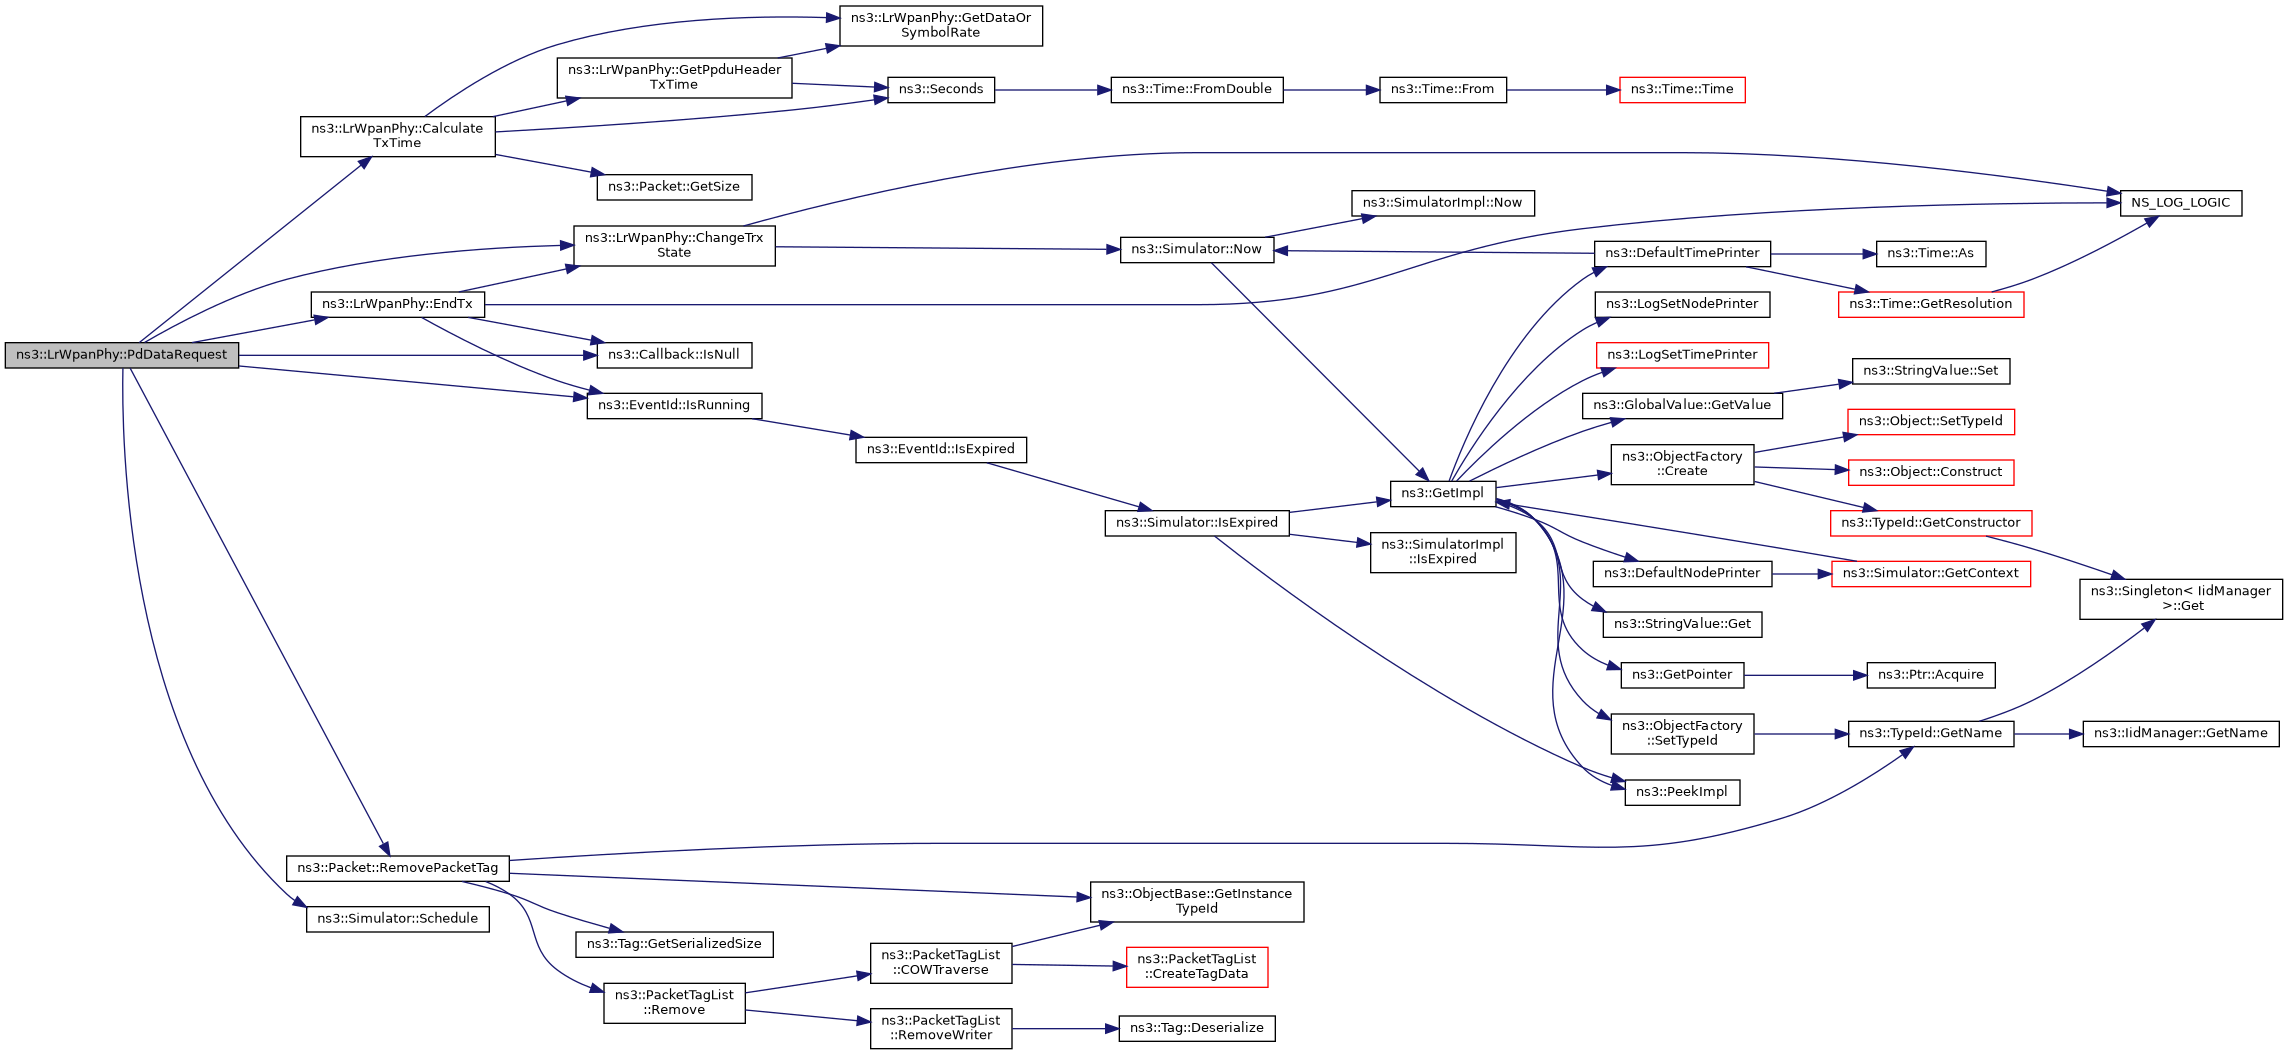 ns3::LrWpanPhy::PdDataRequest
ns3::LrWpanPhy::Calculate
TxTime
ns3::LrWpanPhy::GetDataOr
SymbolRate
ns3::LrWpanPhy::GetPpduHeader
TxTime
ns3::Seconds
ns3::Time::FromDouble
ns3::Time::From
ns3::Time::Time
ns3::Packet::GetSize
ns3::LrWpanPhy::ChangeTrx
State
NS_LOG_LOGIC
ns3::Simulator::Now
ns3::SimulatorImpl::Now
ns3::LrWpanPhy::EndTx
ns3::Callback::IsNull
ns3::EventId::IsRunning
ns3::EventId::IsExpired
ns3::Simulator::IsExpired
ns3::GetImpl
ns3::SimulatorImpl
::IsExpired
ns3::DefaultTimePrinter
ns3::Time::As
ns3::Time::GetResolution
ns3::LogSetNodePrinter
ns3::LogSetTimePrinter
ns3::GlobalValue::GetValue
ns3::StringValue::Set
ns3::ObjectFactory
::Create
ns3::Object::SetTypeId
ns3::Object::Construct
ns3::TypeId::GetConstructor
ns3::DefaultNodePrinter
ns3::Simulator::GetContext
ns3::Singleton< IidManager
>::Get
ns3::StringValue::Get
ns3::GetPointer
ns3::Ptr::Acquire
ns3::ObjectFactory
::SetTypeId
ns3::TypeId::GetName
ns3::IidManager::GetName
ns3::PeekImpl
ns3::Packet::RemovePacketTag
ns3::Simulator::Schedule
ns3::ObjectBase::GetInstance
TypeId
ns3::Tag::GetSerializedSize
ns3::PacketTagList
::Remove
ns3::PacketTagList
::COWTraverse
ns3::PacketTagList
::CreateTagData
ns3::PacketTagList
::RemoveWriter
ns3::Tag::Deserialize